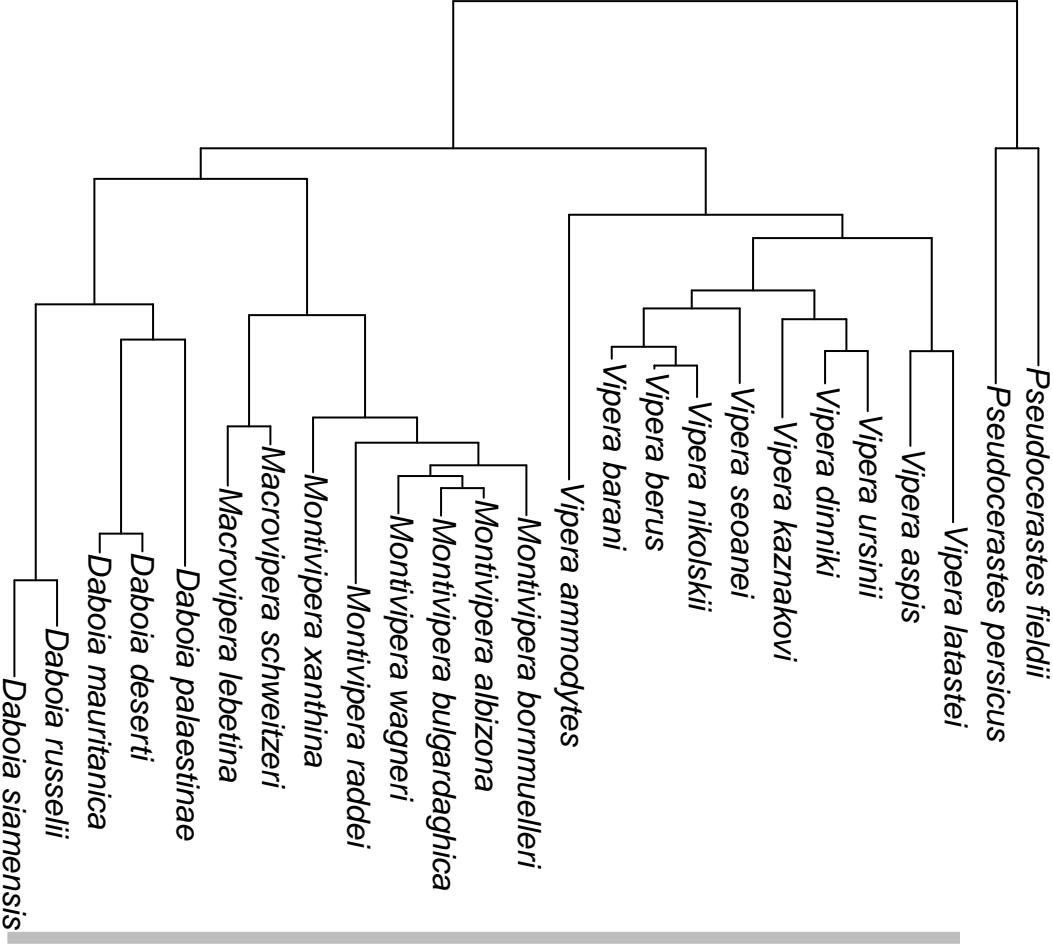 Pseudocerastes fieldii
Pseudocerastes persicus
Vipera latastei
Vipera aspis
Vipera ursinii
Vipera dinniki
Vipera kaznakovi
Vipera seoanei
Vipera nikolskii
Vipera berus
Vipera barani
Vipera ammodytes
Montivipera bornmuelleri
Montivipera albizona
Montivipera bulgardaghica
Montivipera wagneri
Montivipera raddei
Montivipera xanthina
Macrovipera schweitzeri
Macrovipera lebetina
Daboia palaestinae
Daboia deserti
Daboia mauritanica
Daboia russelii
Daboia siamensis